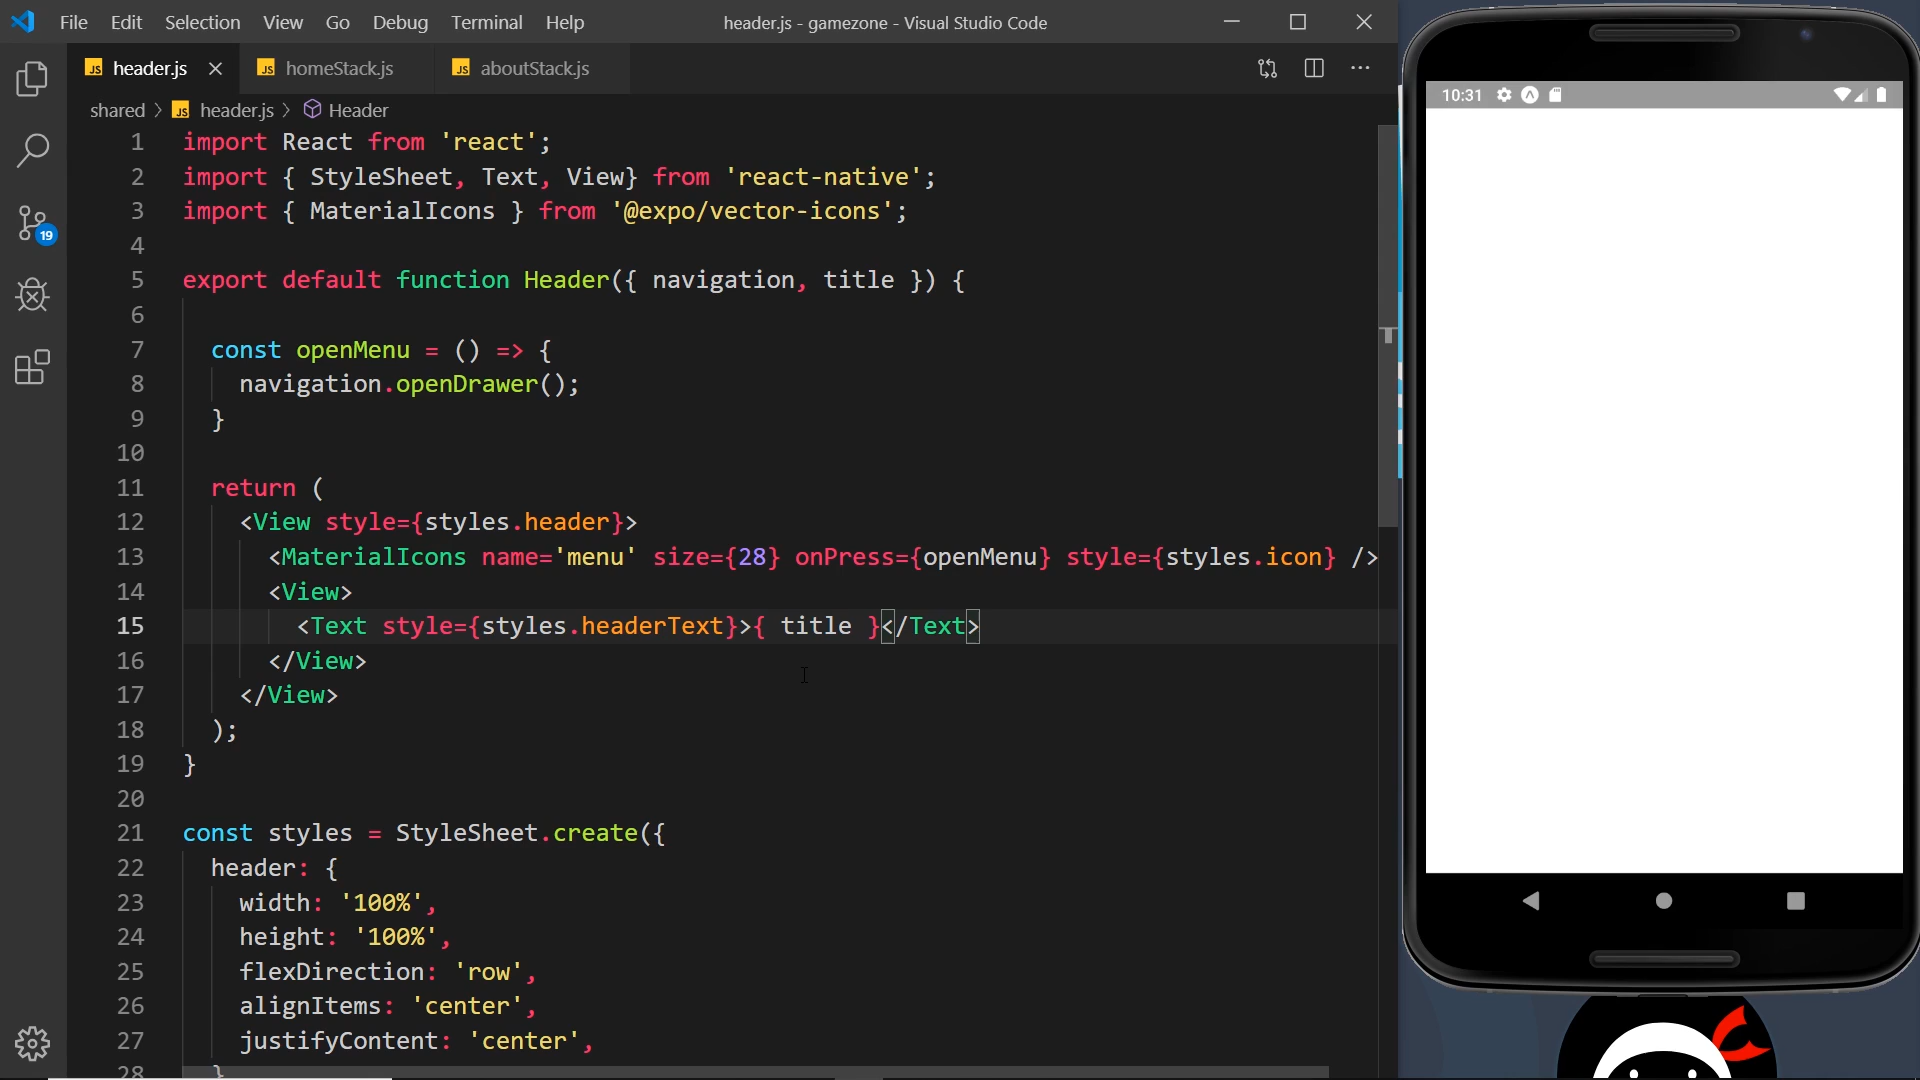 File Edit Selection View Go Debug Terminal Help header.js - gamezone - Visual Studio Code
JS header.js JS homeStack.js JS aboutStack.js
shared > JS header.js > Header
1 import React from 'react';
2 import { StyleSheet, Text, View} from 'react-native';
3 import { MaterialIcons } from '@expo/vector-icons';
4
5 export default function Header({ navigation, title }) {
6
7 const openMenu = () => {
8 navigation.openDrawer();
9 }
10
11 return (
12 <View style={styles.header}>
13 <MaterialIcons name='menu' size={28} onPress={openMenu} style={styles.icon} />
14 <View>
15 <Text style={styles.headerText}>{ title }</Text>
16 </View>
17 </View>
18 );
19 }
20
21 const styles = StyleSheet.create({
22 header: {
23 width: '100%',
24 height: '100%',
25 flexDirection: 'row',
26 alignItems: 'center',
27 justifyContent: 'center',
28 }
19
10:31